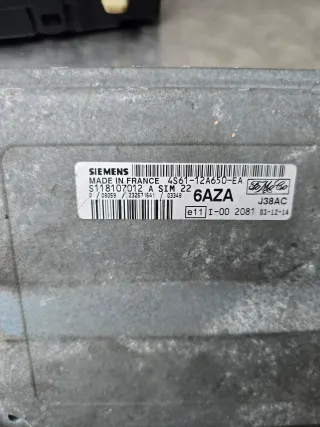 SIEMENS
MADE IN FRANCE 4S61-12A650-EA
S118107012 A SIM 22
6AZA
J38AC
e11 I-00 2081 03-12-14